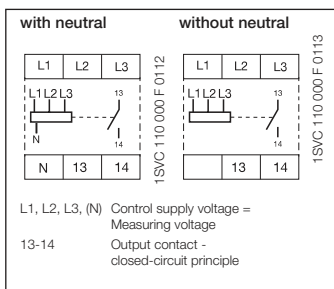 with neutral
without neutral
L1 L2 L3
L1 L2 L3
13
N
14
N 13 14
1SVC 110 000 F 0112
L1 L2 L3
L1 L2 L3
13
14
13 14
1SVC 110 000 F 0113
L1, L2, L3, (N) Control supply voltage =
Measuring voltage
13-14 Output contact -
closed-circuit principle